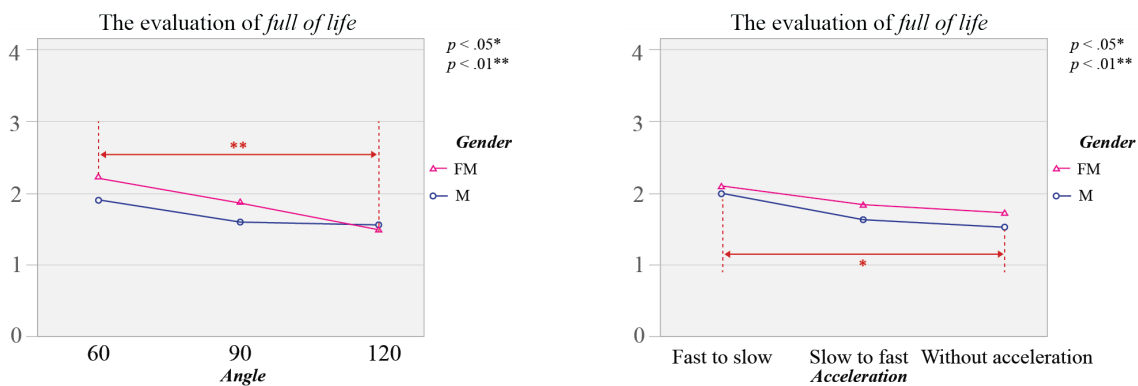 The evaluation of full of life
4
3
2
1
0
**
60 90 120
Angle
p < .05*
p < .01**
Gender
FM
M
The evaluation of full of life
4
3
2
1
0
*
Fast to slow Slow to fast Without acceleration
Acceleration
p < .05*
p < .01**
Gender
FM
M